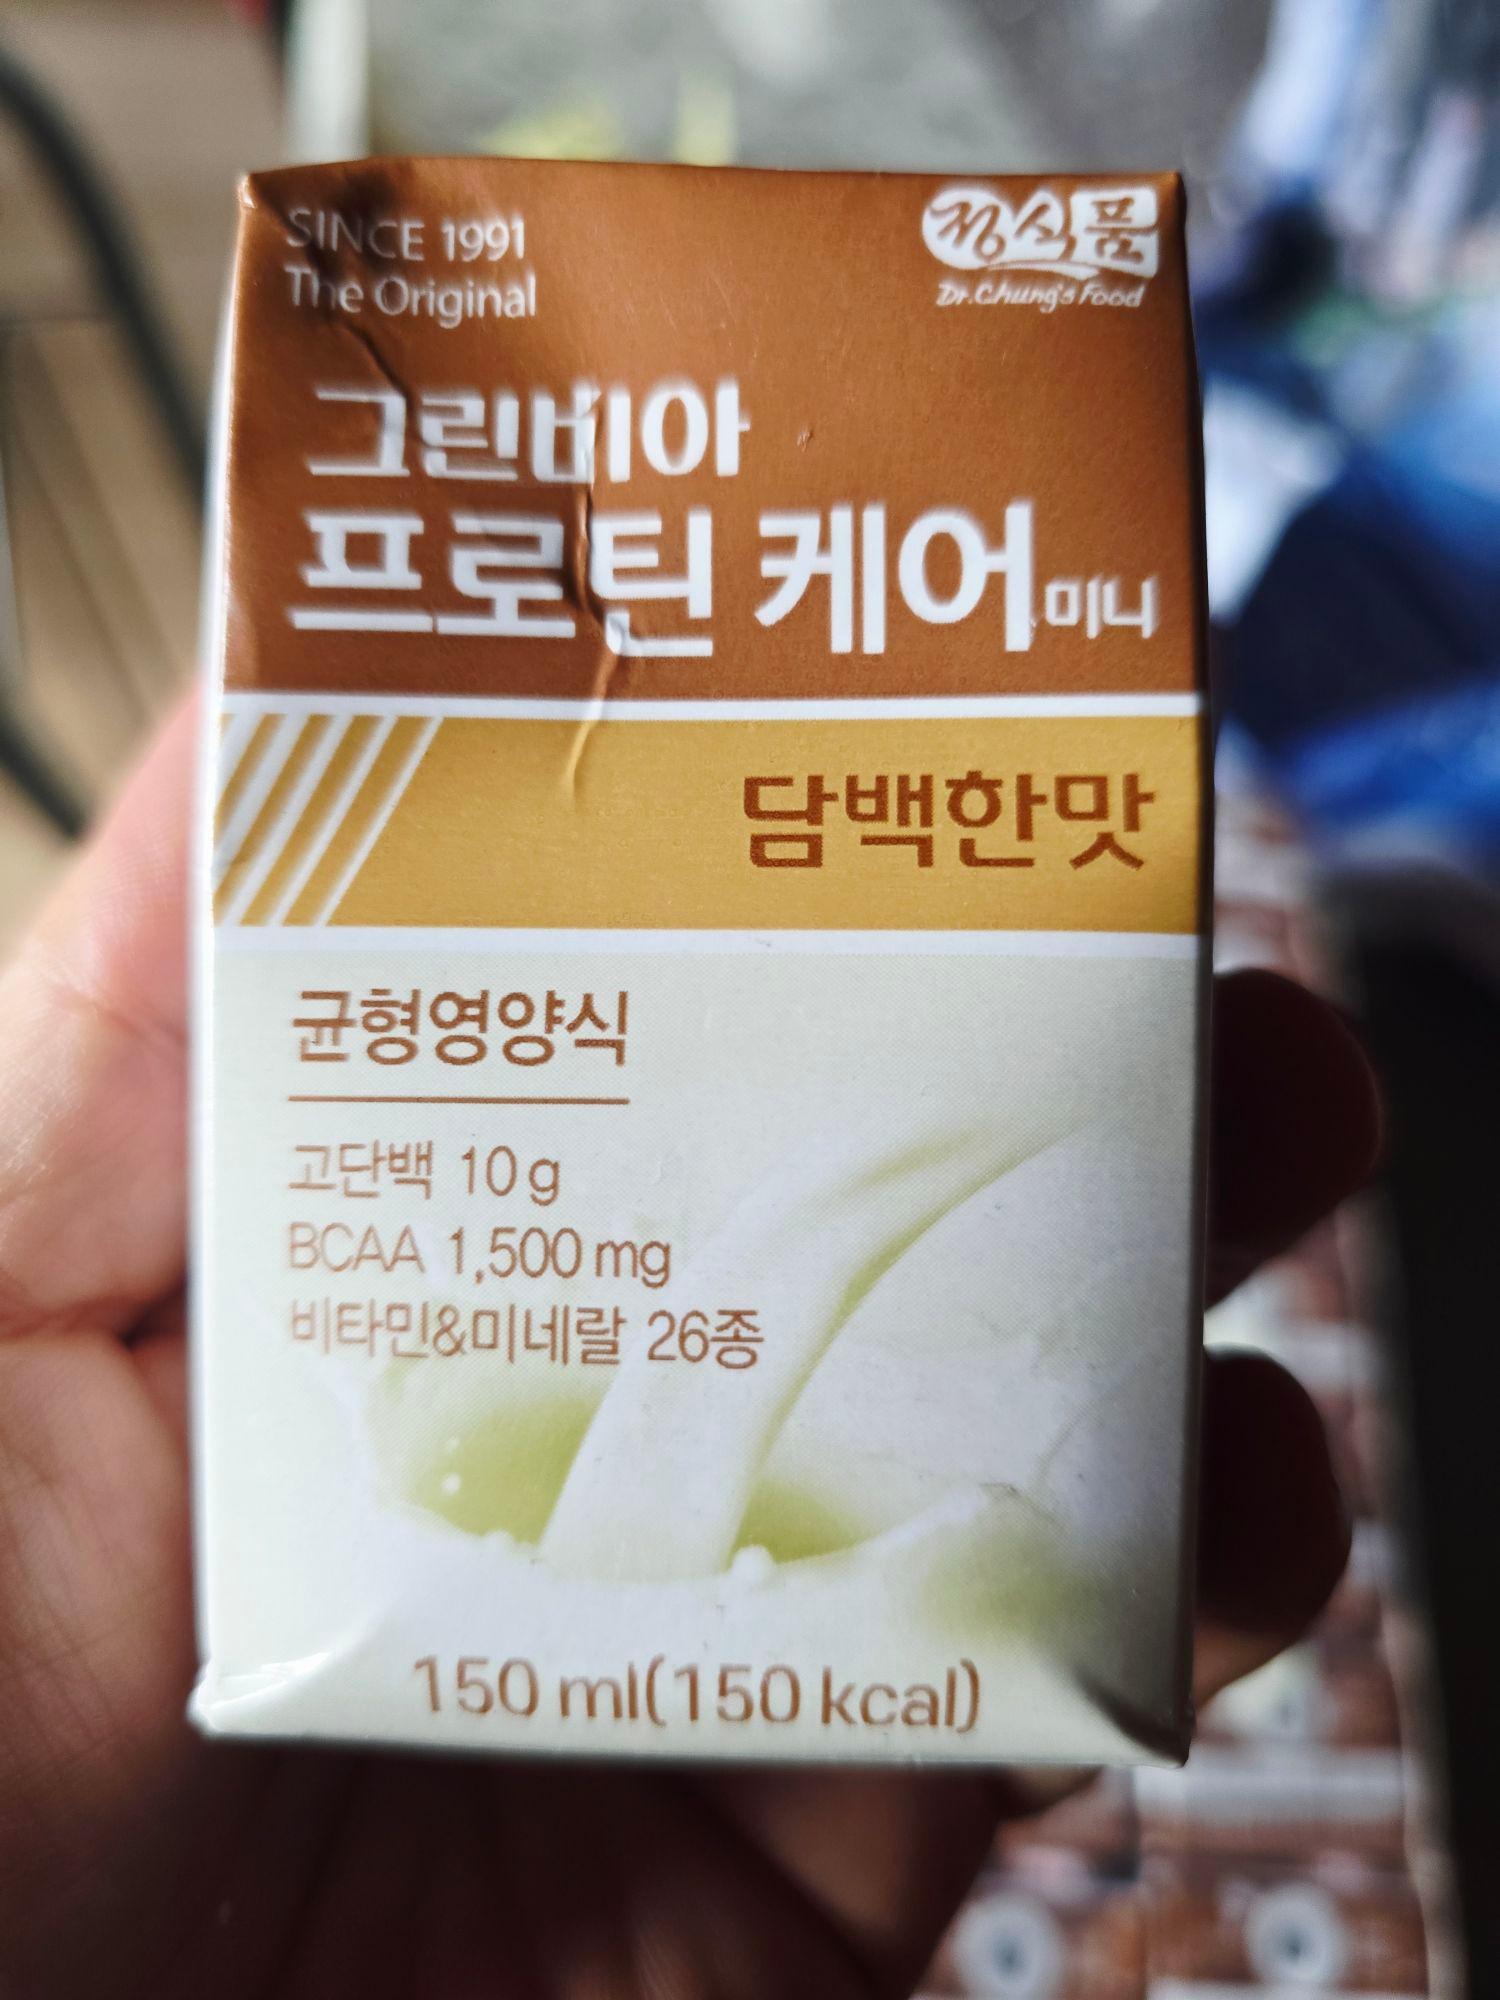 SINCE 1991
The Original
정식품
Dr.Chung's Food
그린비아
프로틴 케어 미니
담백한맛
균형영양식
고단백 10 g
BCAA 1,500 mg
비타민&미네랄 26종
150 ml(150 kcal)